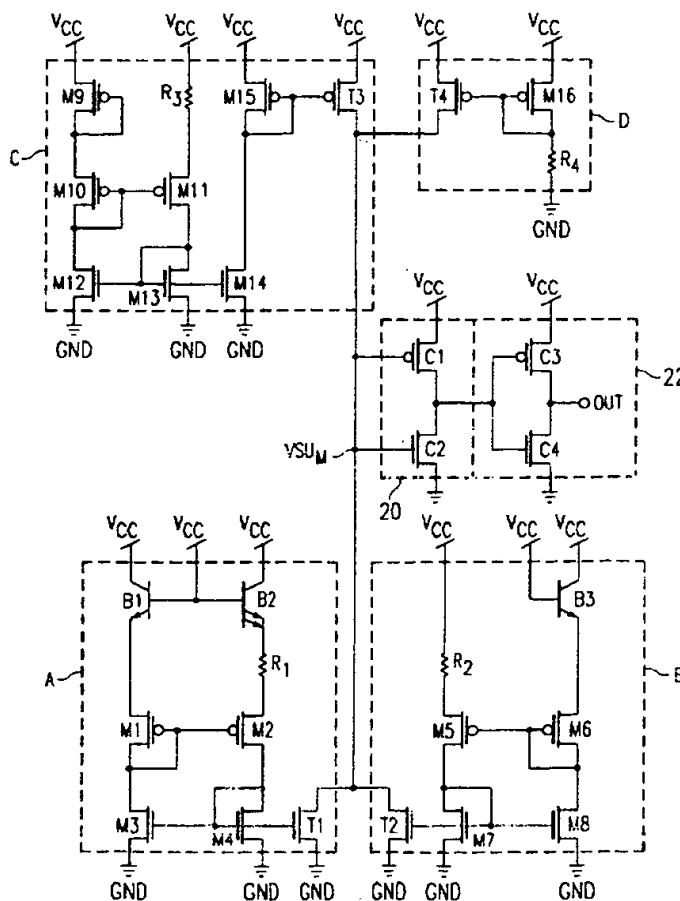 VCC VCC VCC VCC VCC VCC
M9 R3 M15 T3 T4 M16
D
C
M10 M11 R4
GND
M12 M13 M14
VCC VCC
GND GND GND
C1 C3
22
OUT
VSUM C2 C4
20
VCC VCC VCC VCC VCC VCC
B1 B2 B3
A R1 R2 B
M1 M2 M5 M6
M3 M4 T1 T2 M7 M8
GND GND GND GND GND GND